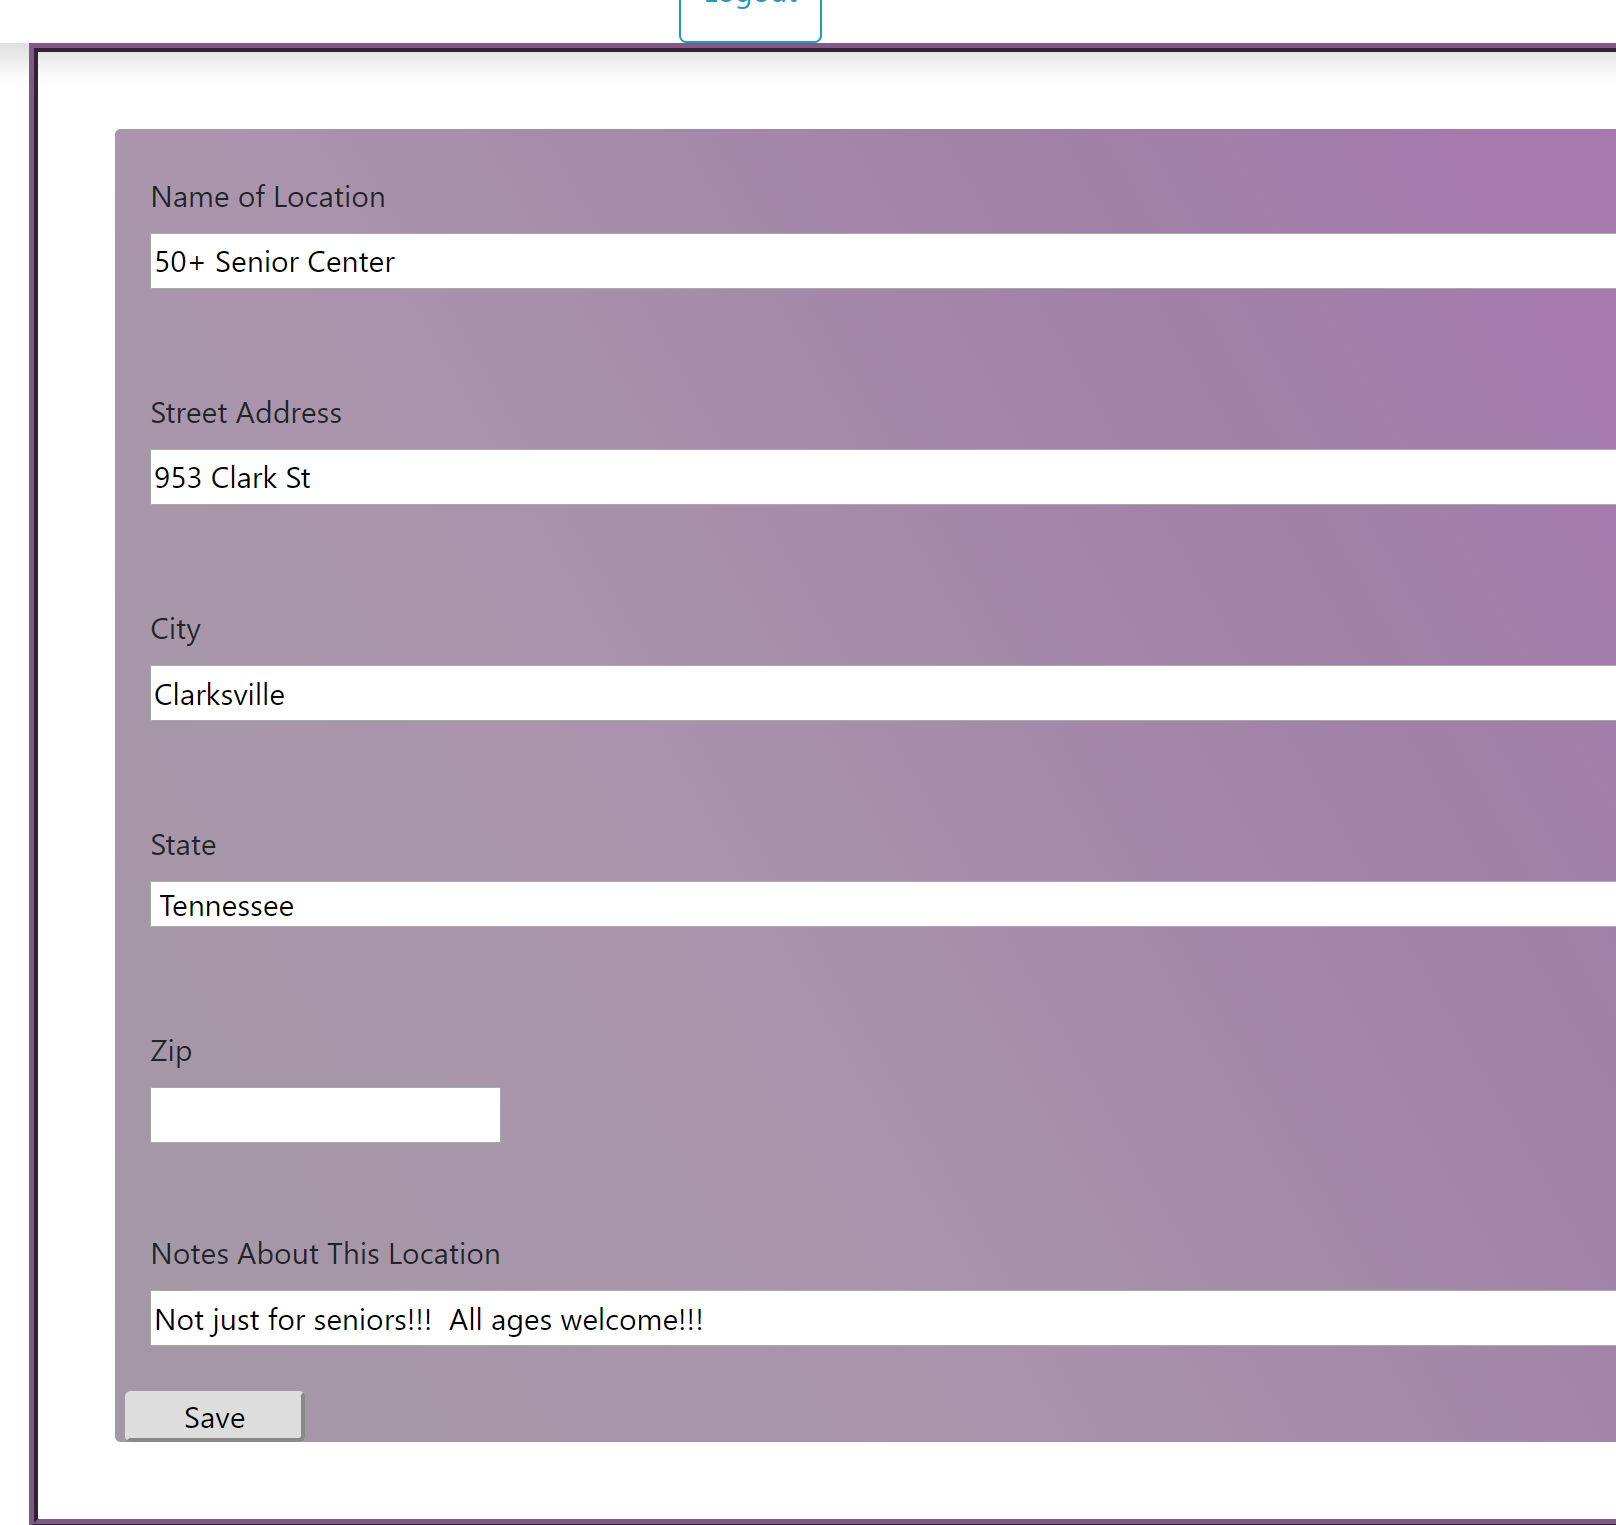 Logout
Name of Location
50+ Senior Center
Street Address
953 Clark St
City
Clarksville
State
Tennessee
Zip
Notes About This Location
Not just for seniors!!!  All ages welcome!!!
Save